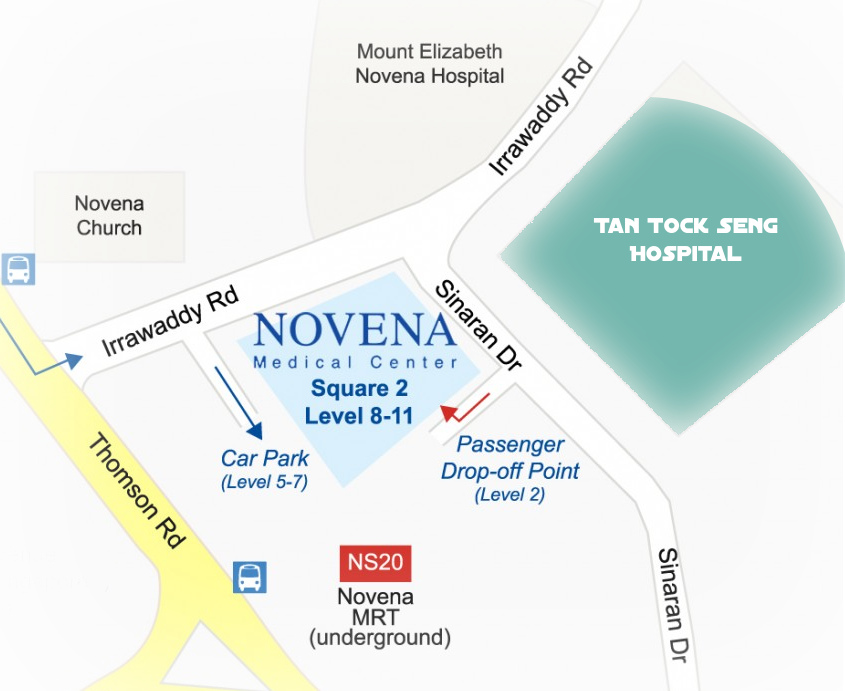 Mount Elizabeth
Novena Hospital
Irrawaddy Rd
Novena
Church
TAN TOCK SENG
HOSPITAL
Irrawaddy Rd
Sinaran Dr
NOVENA
Medical Center
Square 2
Level 8-11
Car Park
(Level 5-7)
Passenger
Drop-off Point
(Level 2)
Thomson Rd
NS20
Novena
MRT
(underground)
Sinaran Dr